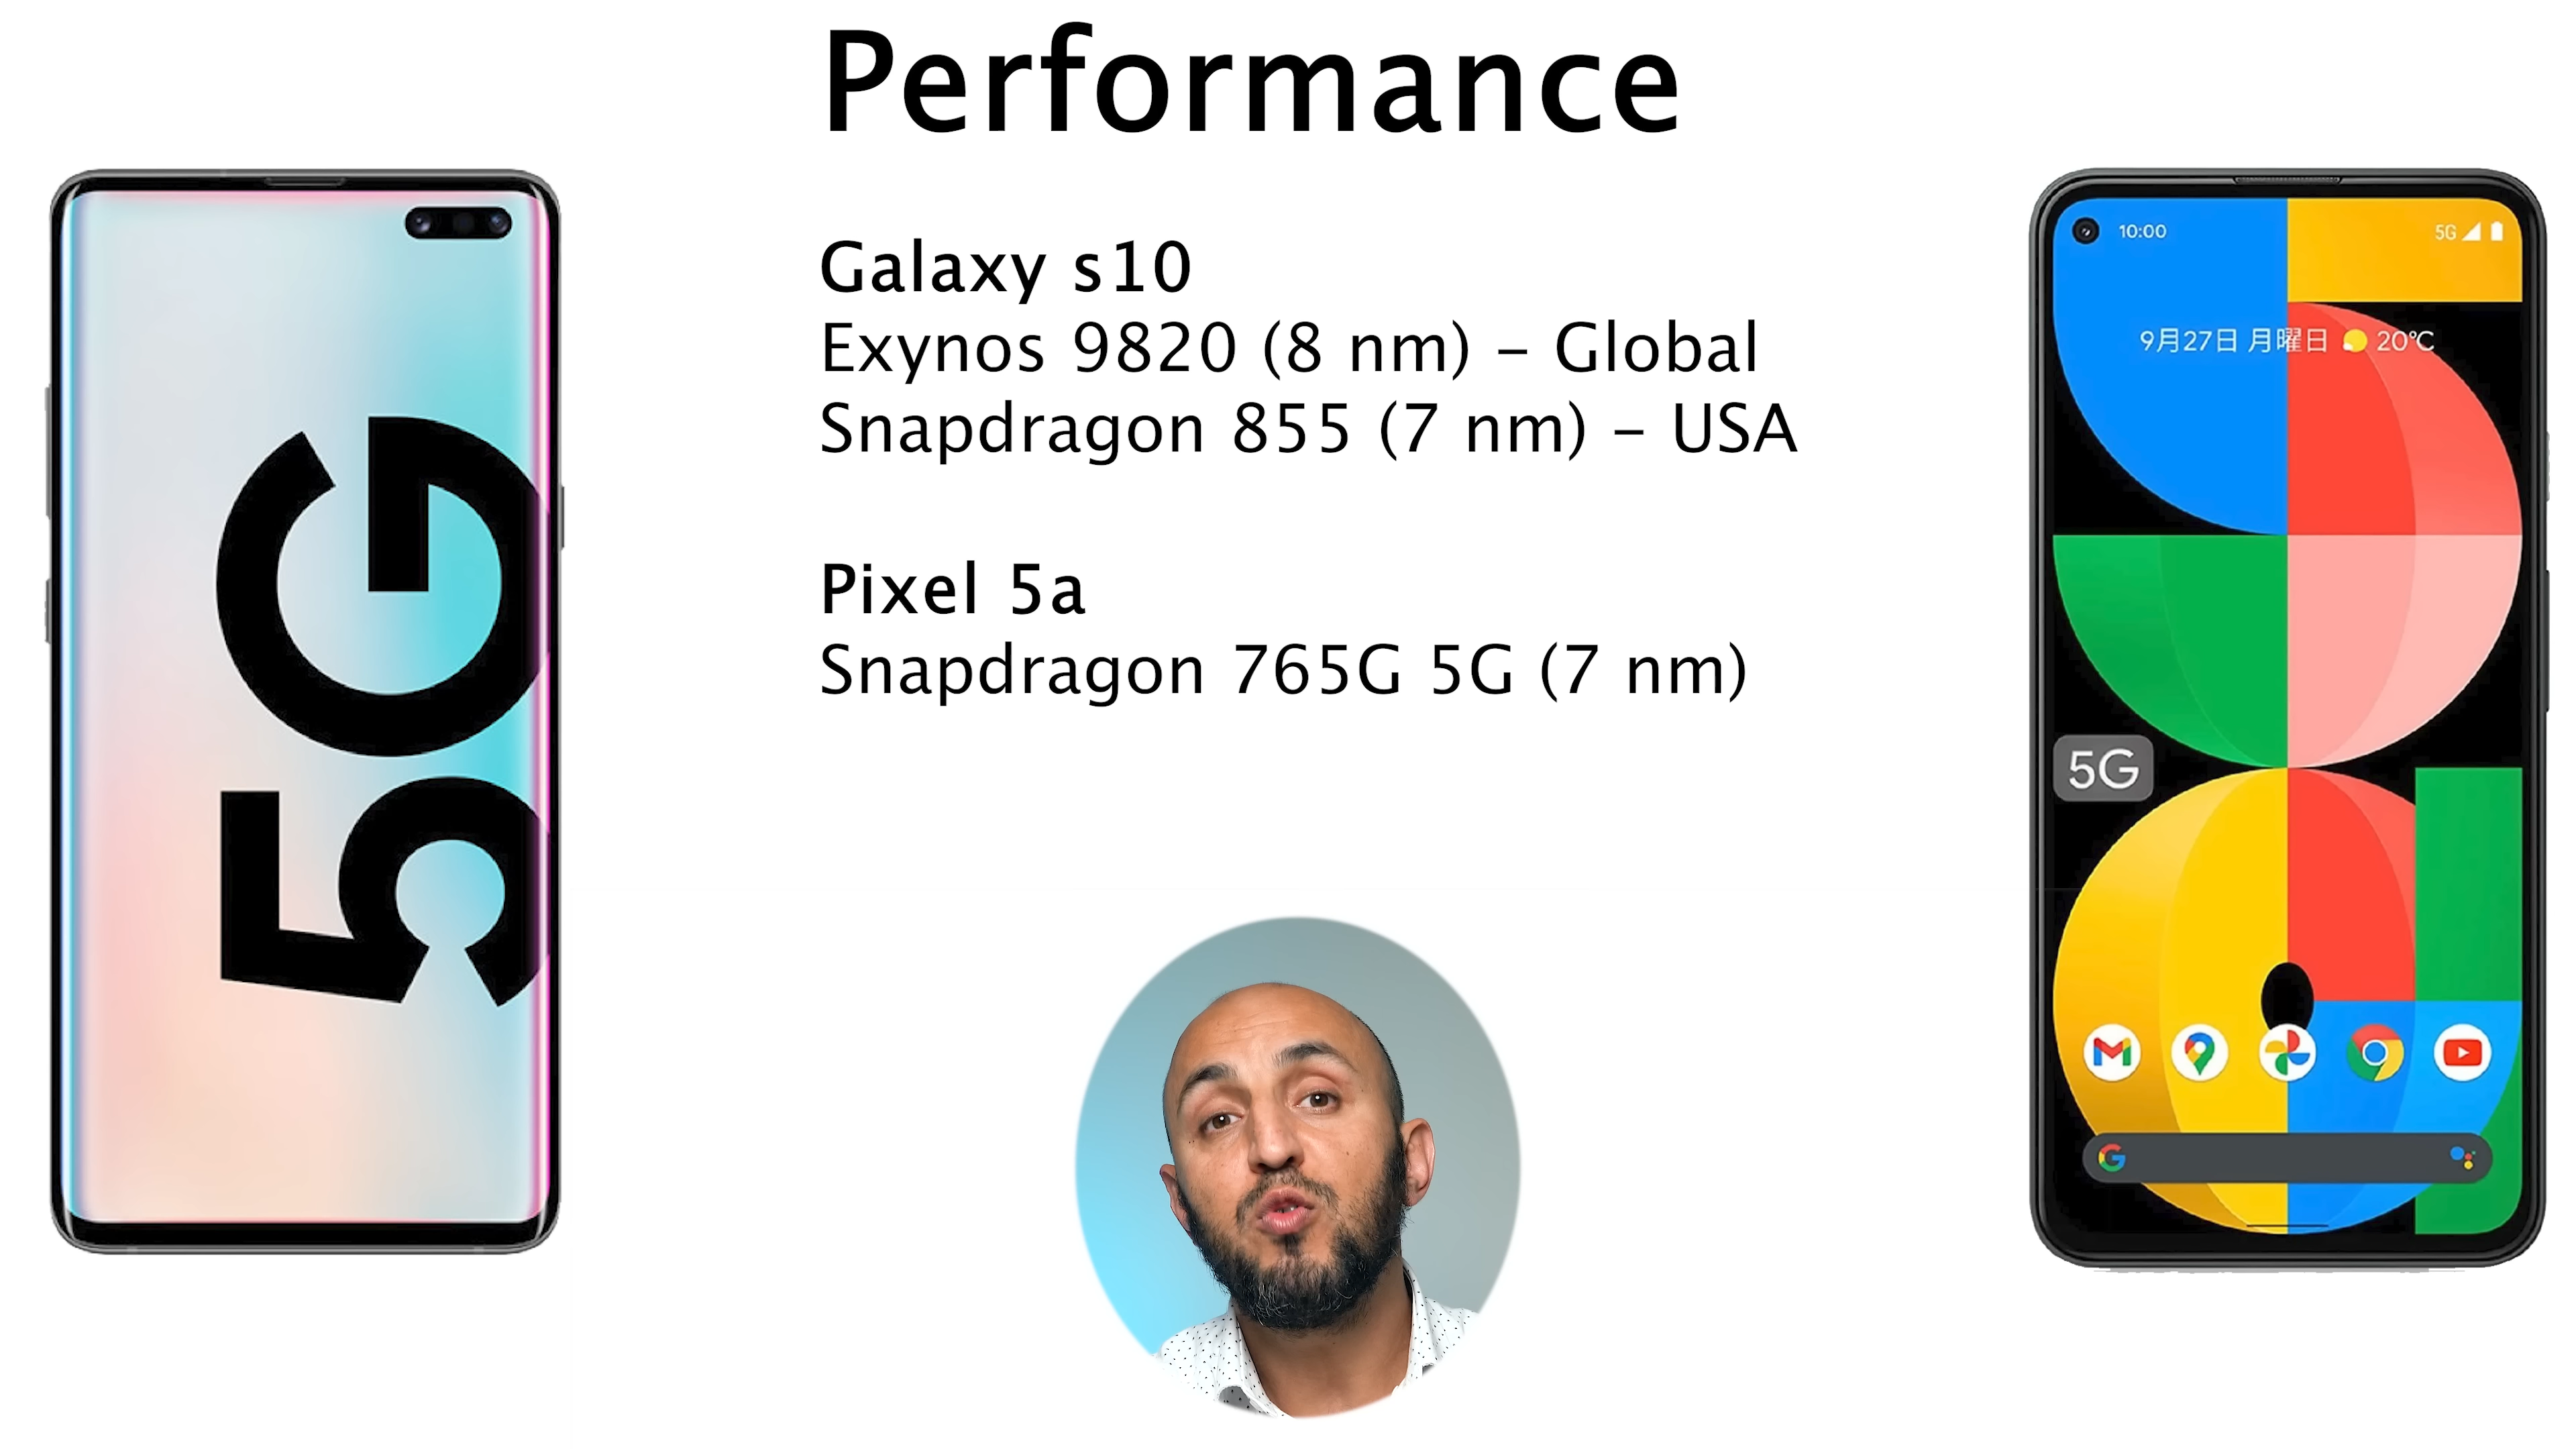 Performance
Galaxy s10
Exynos 9820 (8 nm) – Global
Snapdragon 855 (7 nm) – USA
Pixel 5a
Snapdragon 765G 5G (7 nm)
5G
10:00
5G
9月27日 月曜日 20℃
5G